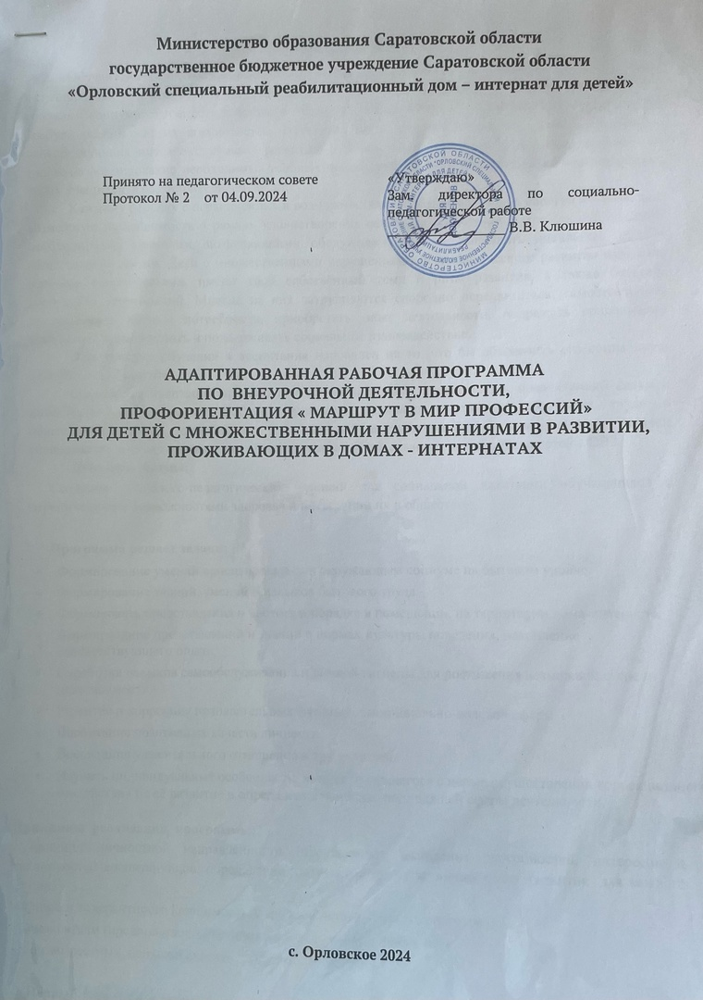 Министерство образования Саратовской области
государственное бюджетное учреждение Саратовской области
«Орловский специальный реабилитационный дом – интернат для детей»
Принято на педагогическом совете
Протокол № 2 от 04.09.2024
«Утверждаю»
Зам. директора по социально-
педагогической работе
В.В. Клюшина
АДАПТИРОВАННАЯ РАБОЧАЯ ПРОГРАММА
ПО ВНЕУРОЧНОЙ ДЕЯТЕЛЬНОСТИ,
ПРОФОРИЕНТАЦИЯ « МАРШРУТ В МИР ПРОФЕССИЙ»
ДЛЯ ДЕТЕЙ С МНОЖЕСТВЕННЫМИ НАРУШЕНИЯМИ В РАЗВИТИИ,
ПРОЖИВАЮЩИХ В ДОМАХ - ИНТЕРНАТАХ
с. Орловское 2024